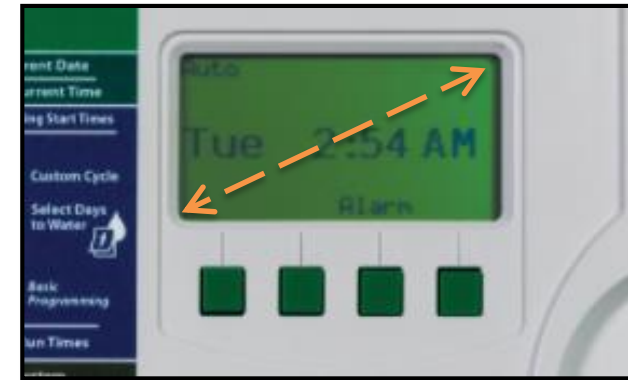 rent Date
urrent Time
ing Start Times
Custom Cycle
Select Days
to Water
Basic
Programming
un Times
Auto
Tue 2:54 AM
Alarm